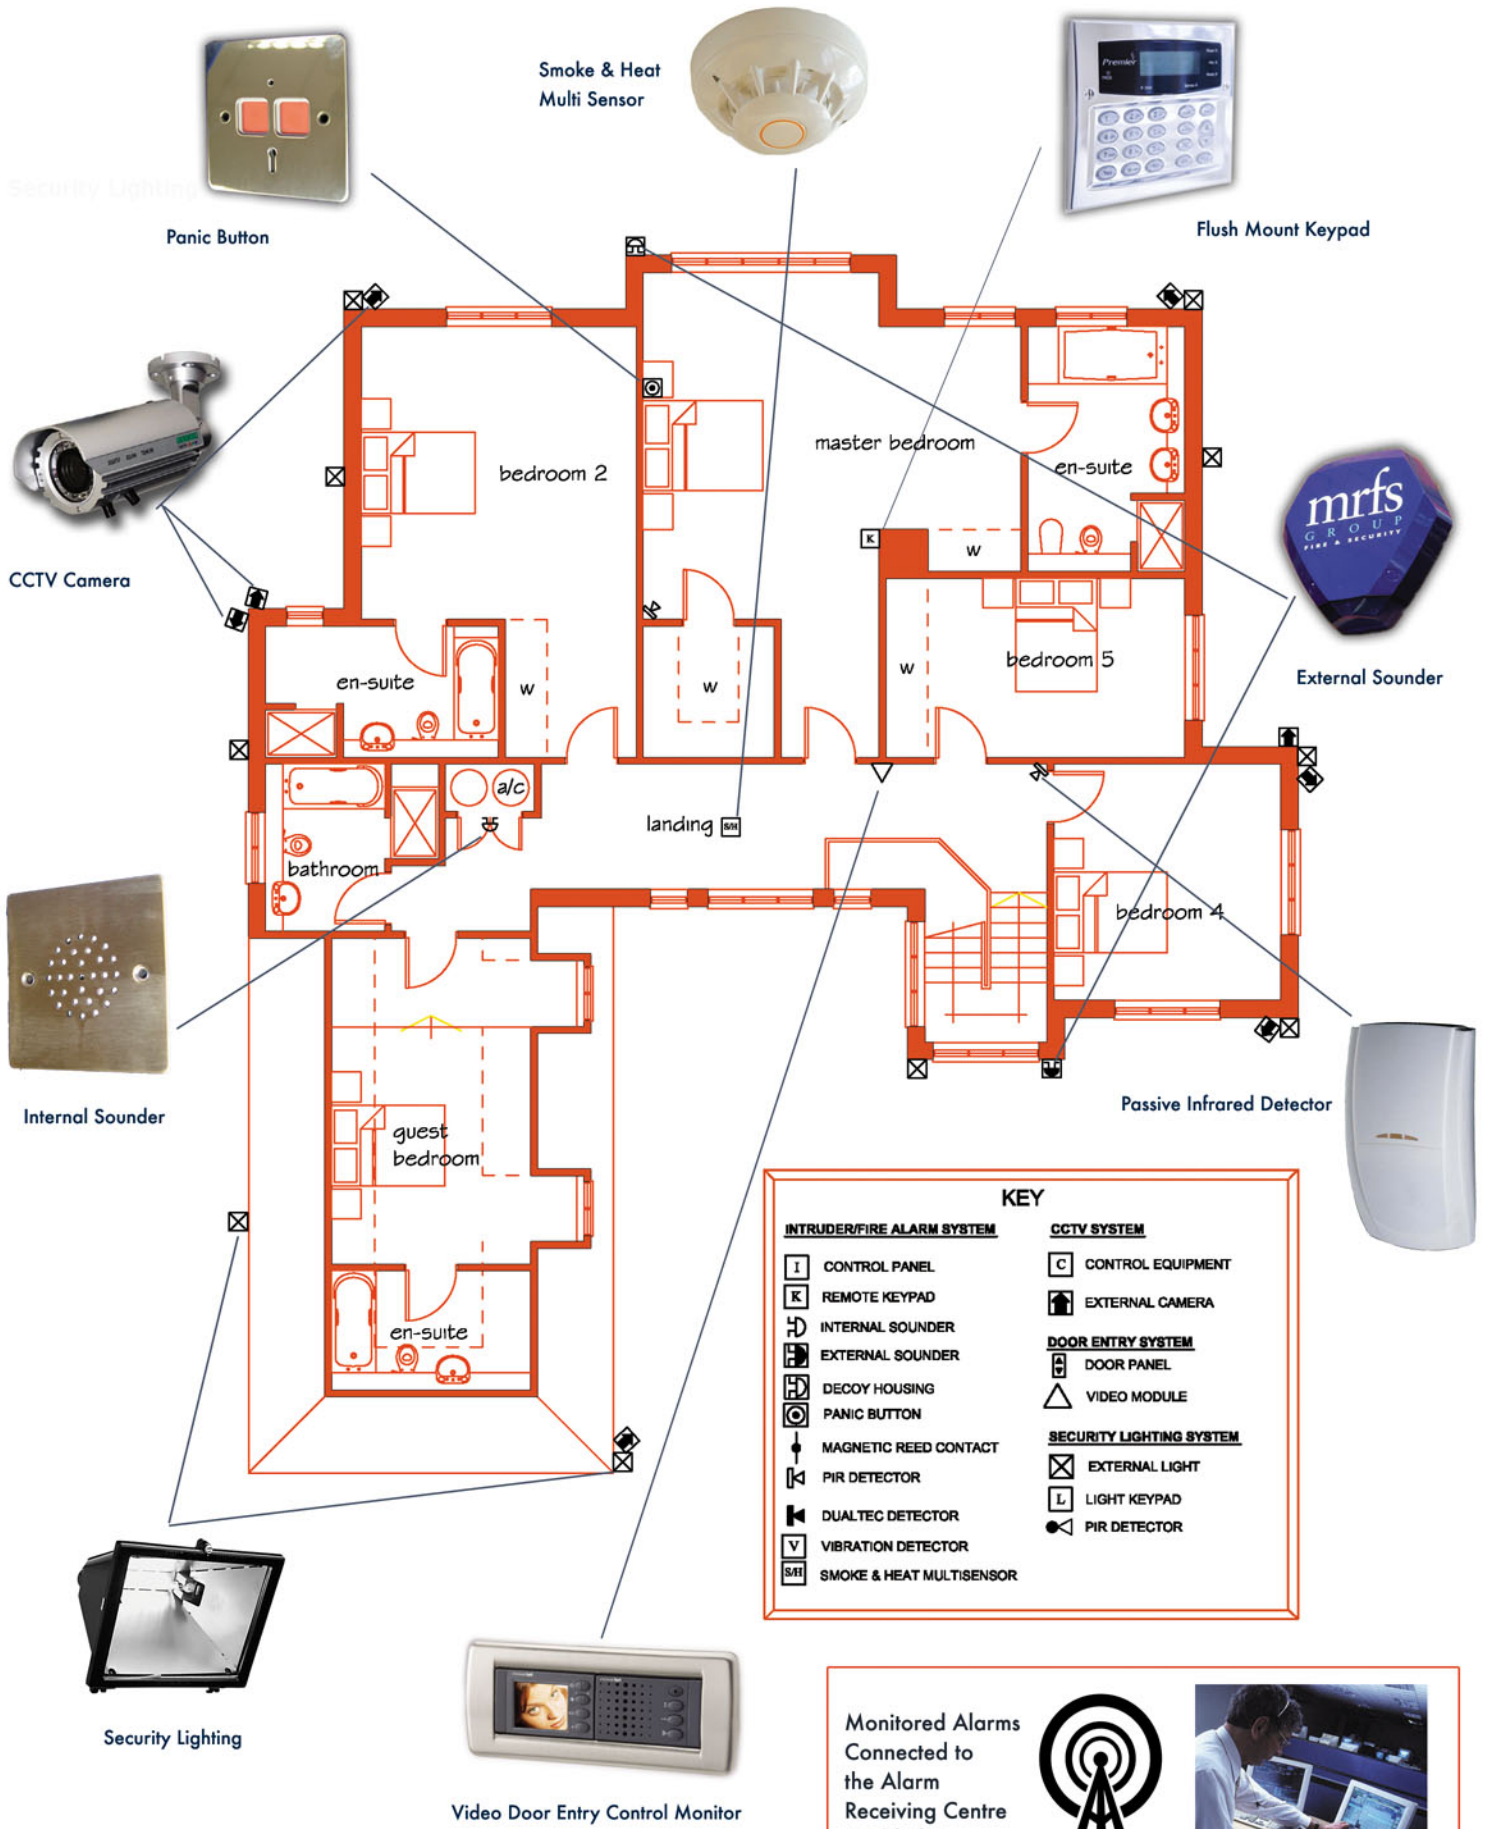 Smoke & Heat
Multi Sensor
Premier
Security Lighting
Panic Button
Flush Mount Keypad
master bedroom
bedroom 2
en-suite
mrfs
GROUP
FIRE & SECURITY
CCTV Camera
K
w
bedroom 5
External Sounder
en-suite
w
w
w
a/c
landing
S/H
bathroom
bedroom 4
Internal Sounder
Passive Infrared Detector
guest
bedroom
en-suite
KEY
INTRUDER/FIRE ALARM SYSTEM
I CONTROL PANEL
K REMOTE KEYPAD
INTERNAL SOUNDER
EXTERNAL SOUNDER
DECOY HOUSING
PANIC BUTTON
MAGNETIC REED CONTACT
PIR DETECTOR
DUALTEC DETECTOR
V VIBRATION DETECTOR
S/H SMOKE & HEAT MULTISENSOR
CCTV SYSTEM
C CONTROL EQUIPMENT
EXTERNAL CAMERA
DOOR ENTRY SYSTEM
DOOR PANEL
VIDEO MODULE
SECURITY LIGHTING SYSTEM
EXTERNAL LIGHT
L LIGHT KEYPAD
PIR DETECTOR
Security Lighting
Video Door Entry Control Monitor
Monitored Alarms
Connected to
the Alarm
Receiving Centre